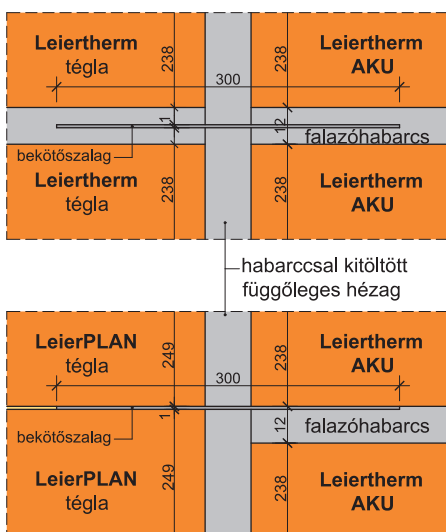 Leiertherm
tégla
238
238
Leiertherm
AKU
300
1
12
falazóhabarcs
bekötőszalag
Leiertherm
tégla
238
238
Leiertherm
AKU
habarccsal kitöltött
függőleges hézag
LeierPLAN
tégla
249
238
Leiertherm
AKU
300
1
12
falazóhabarcs
bekötőszalag
LeierPLAN
tégla
249
238
Leiertherm
AKU